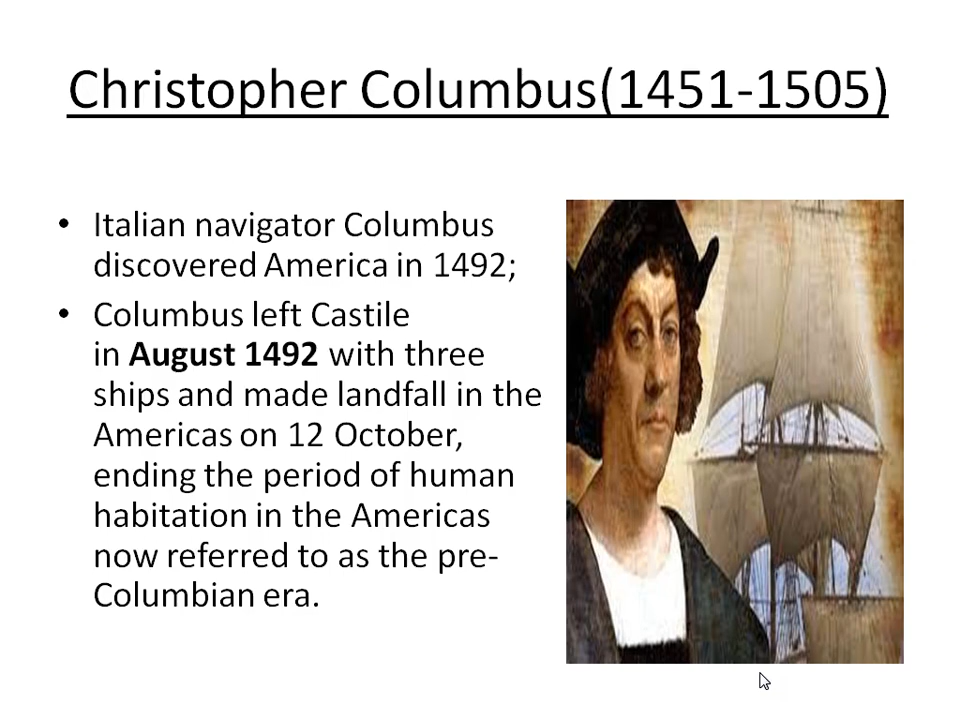 Christopher Columbus(1451-1505)
• Italian navigator Columbus
discovered America in 1492;
• Columbus left Castile
in August 1492 with three
ships and made landfall in the
Americas on 12 October,
ending the period of human
habitation in the Americas
now referred to as the pre-
Columbian era.